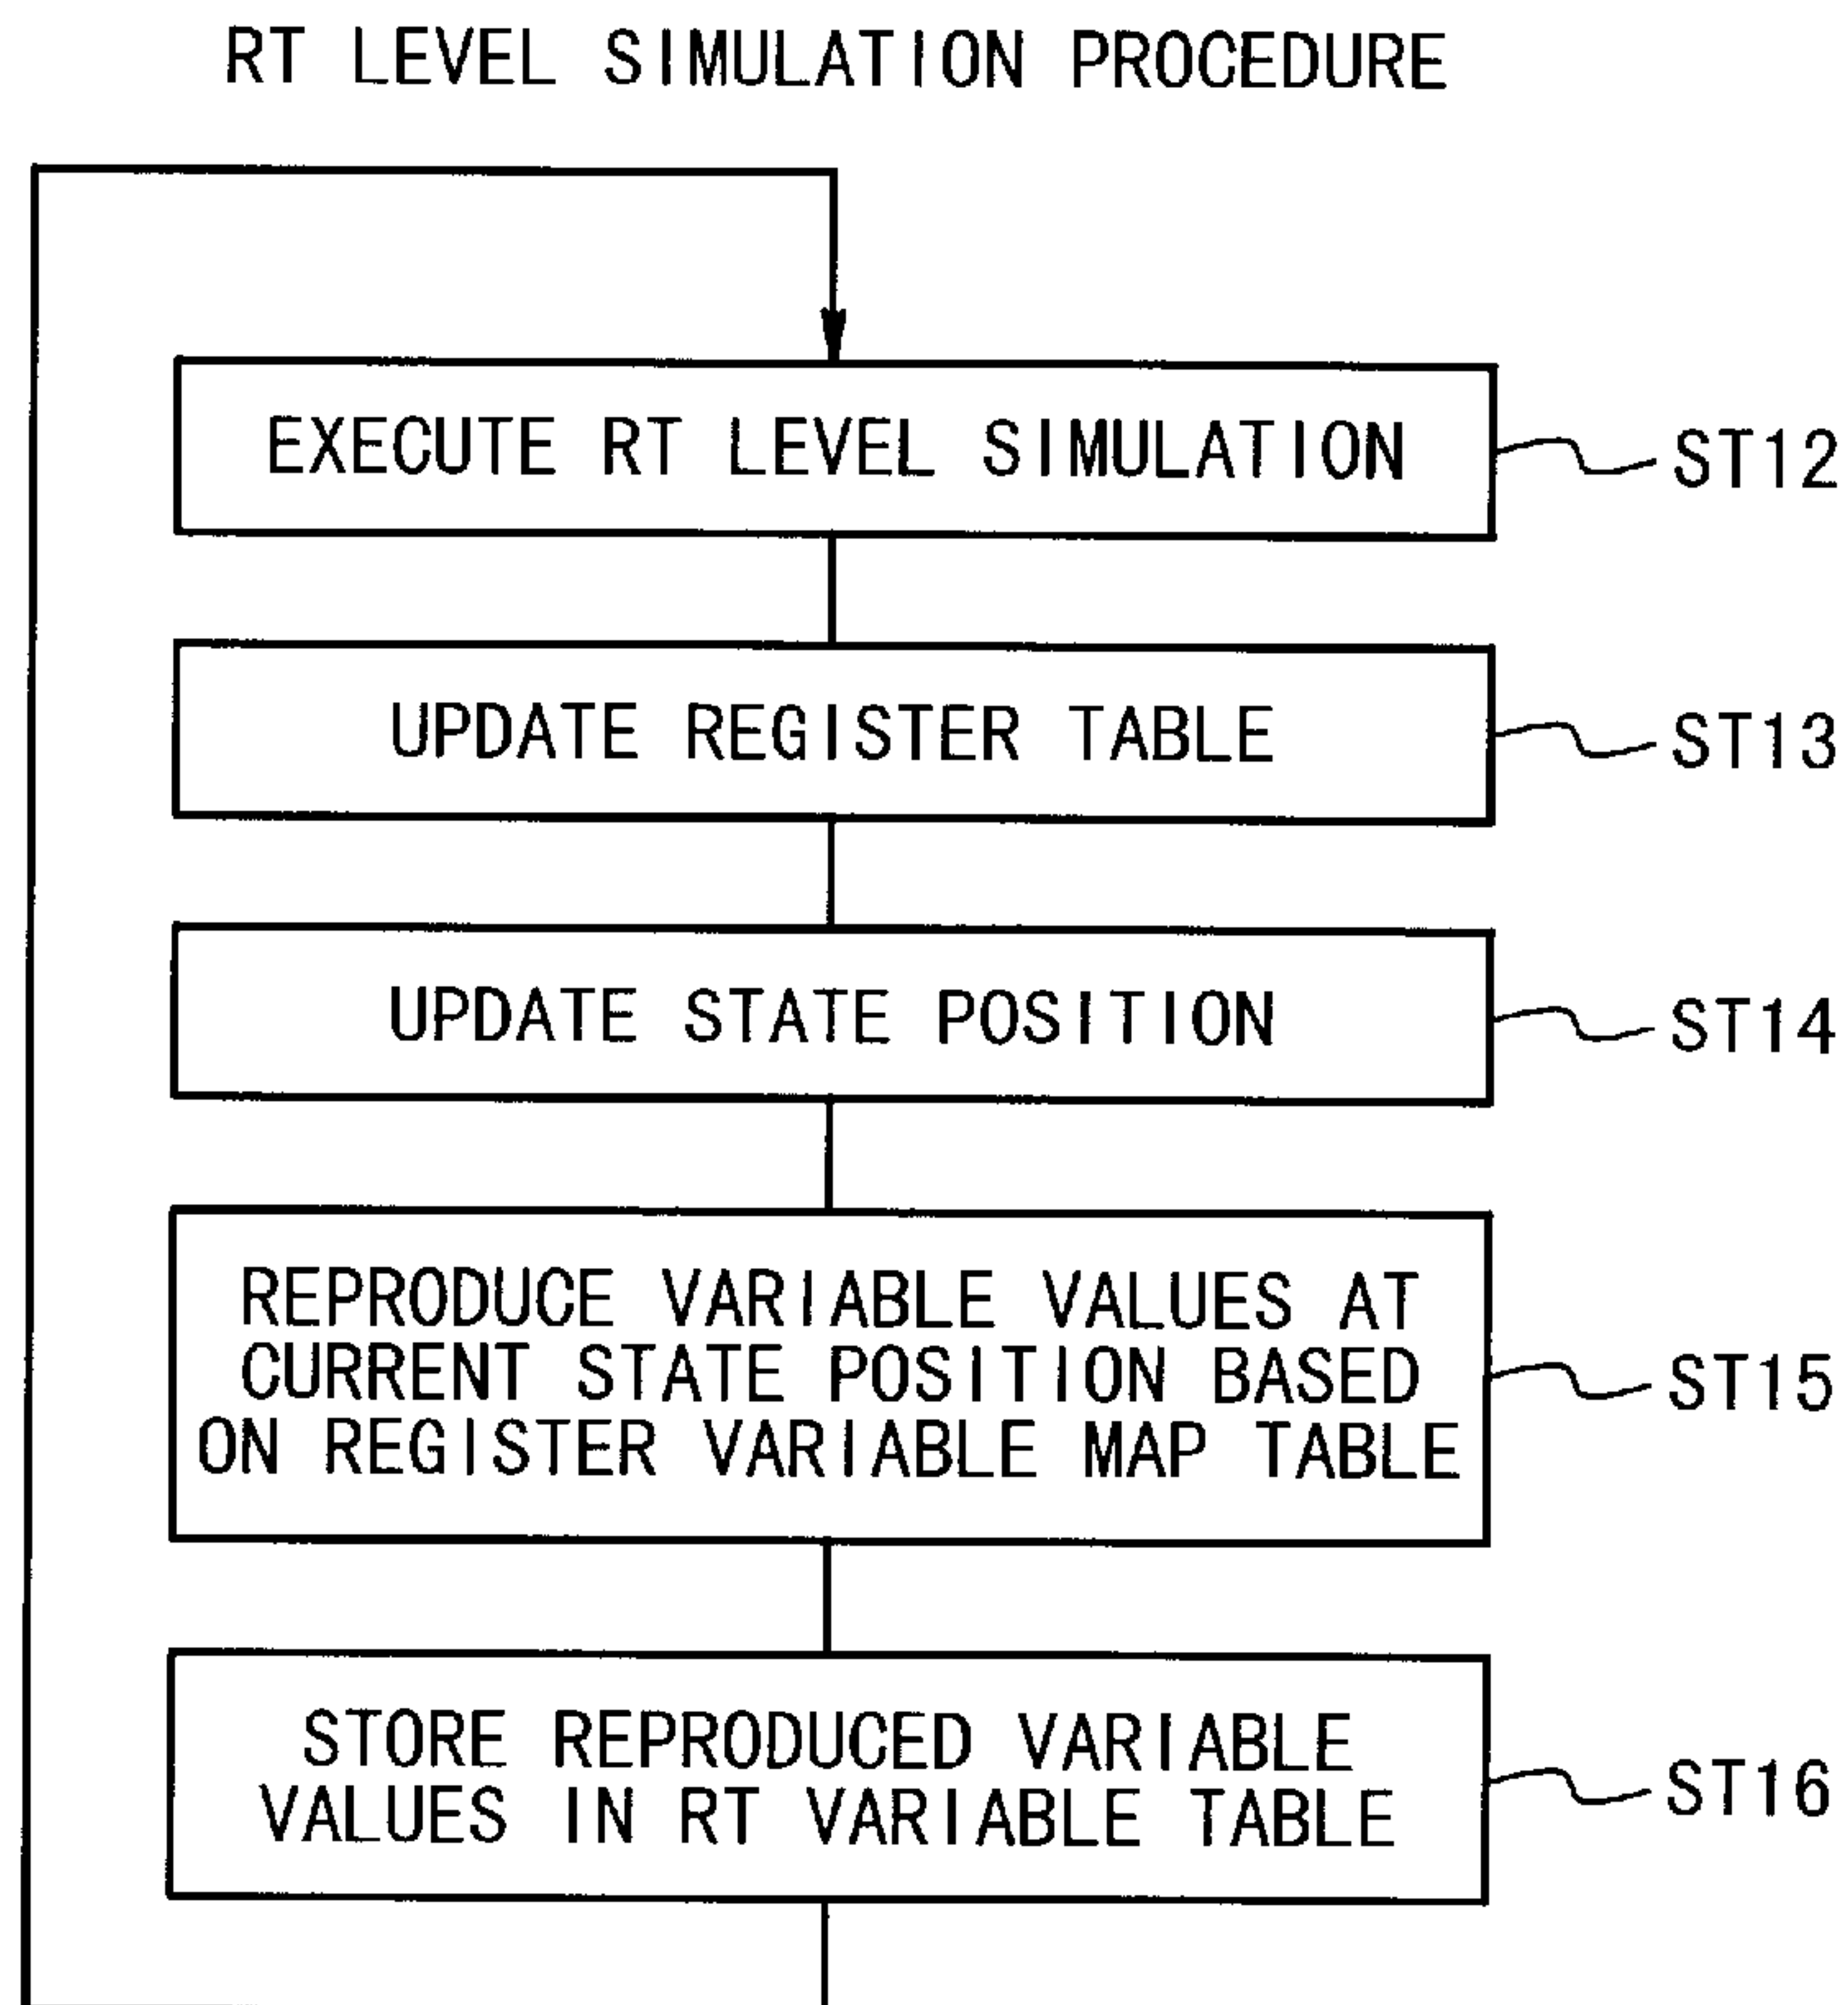 RT LEVEL SIMULATION PROCEDURE
EXECUTE RT LEVEL SIMULATION
ST12
UPDATE REGISTER TABLE
ST13
UPDATE STATE POSITION
ST14
REPRODUCE VARIABLE VALUES AT
CURRENT STATE POSITION BASED
ON REGISTER VARIABLE MAP TABLE
ST15
STORE REPRODUCED VARIABLE
VALUES IN RT VARIABLE TABLE
ST16